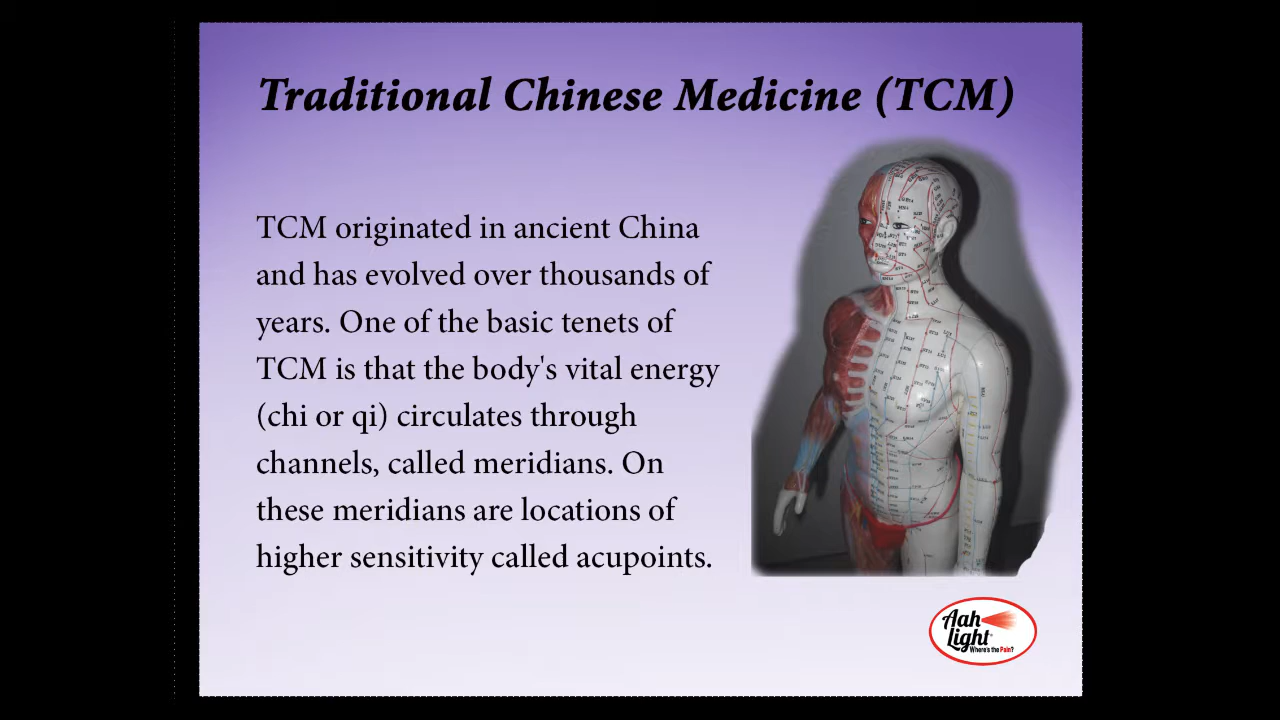 Traditional Chinese Medicine (TCM)
TCM originated in ancient China
and has evolved over thousands of
years. One of the basic tenets of
TCM is that the body's vital energy
(chi or qi) circulates through
channels, called meridians. On
these meridians are locations of
higher sensitivity called acupoints.
Aah
Light
Where's the Pain?